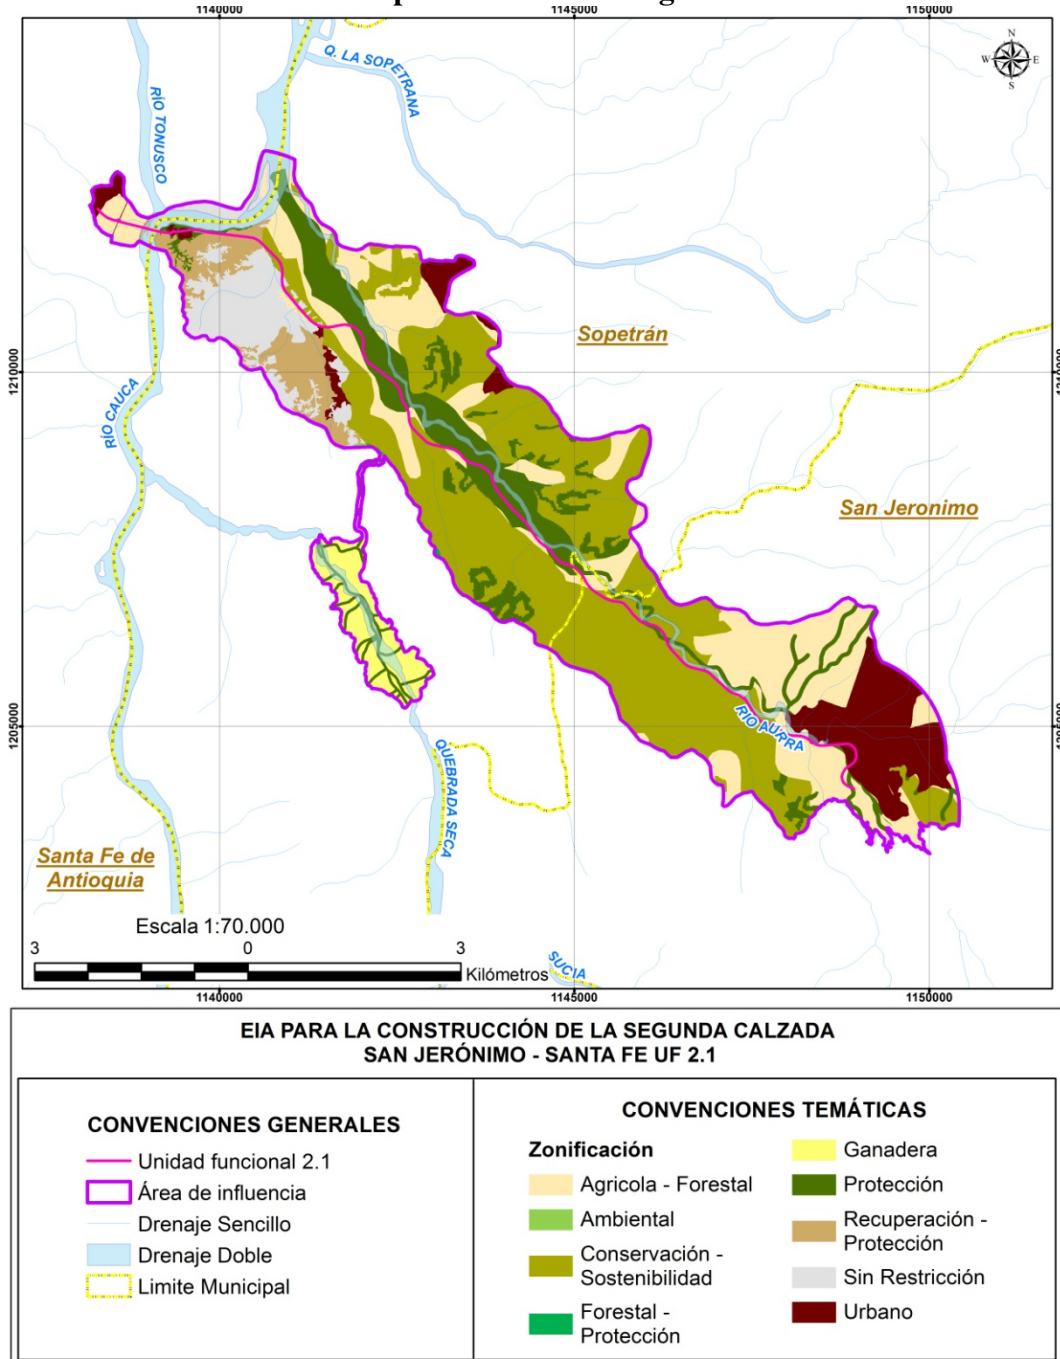 1140000 1145000 1150000
Q. LA SOPETRANA
N
W E
S
RÍO TONUSCO
Sopetrán
1210000
RÍO CAUCA
San Jeronimo
1205000
RÍO AURRA
QUEBRADA SECA
Santa Fe de
Antioquia
Escala 1:70.000
3 0 3
Kilómetros
SUCIA
1140000 1145000 1150000
EIA PARA LA CONSTRUCCIÓN DE LA SEGUNDA CALZADA
SAN JERÓNIMO - SANTA FE UF 2.1
CONVENCIONES GENERALES
Unidad funcional 2.1
Área de influencia
Drenaje Sencillo
Drenaje Doble
Limite Municipal
CONVENCIONES TEMÁTICAS
Zonificación
Agricola - Forestal
Ambiental
Conservación -
Sostenibilidad
Forestal -
Protección
Ganadera
Protección
Recuperación -
Protección
Sin Restricción
Urbano